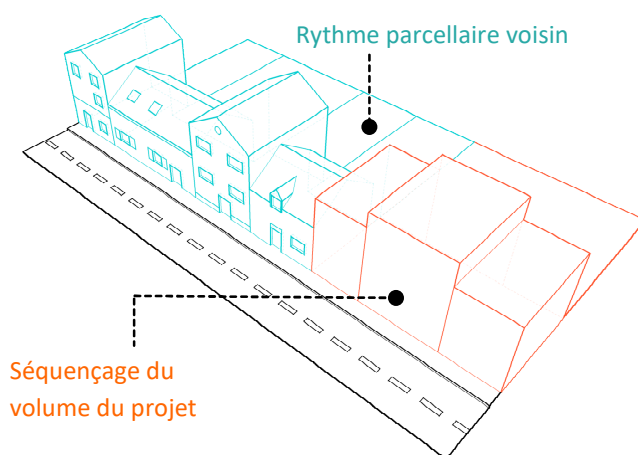 Rythme parcellaire voisin
Séquençage du
volume du projet